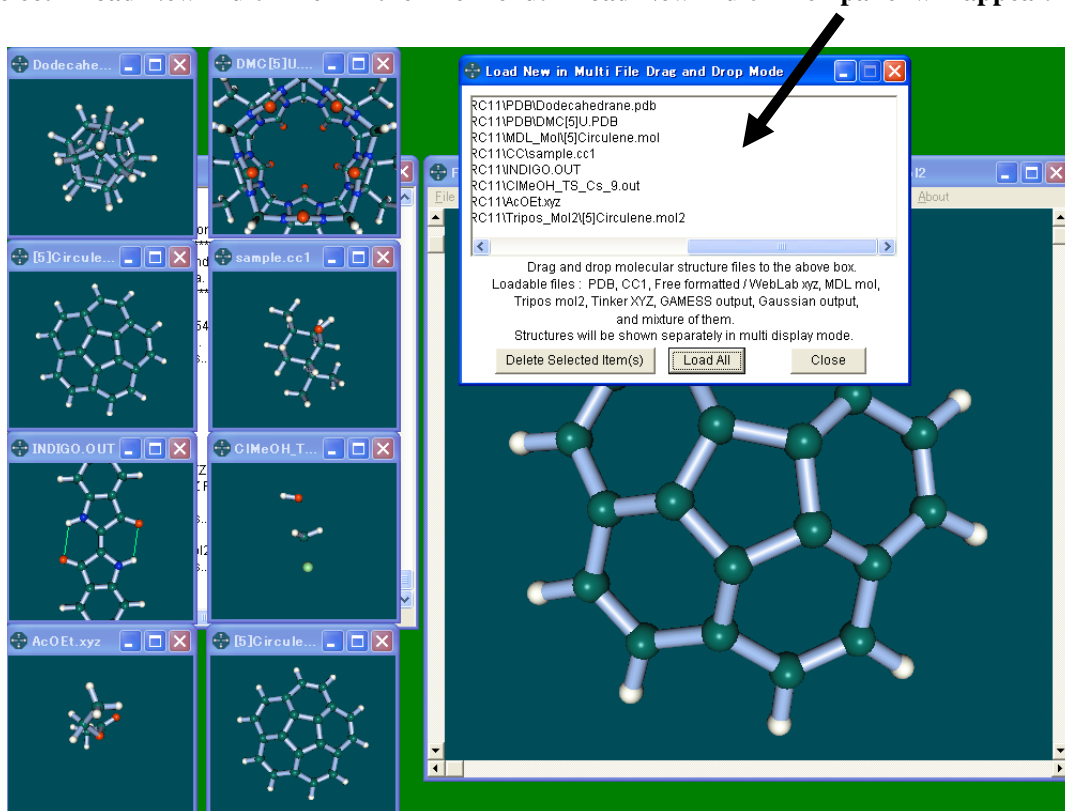 Dodecahe...
DMC[5]U....
Load New in Multi File Drag and Drop Mode
RC11\PDB\Dodecahedrane.pdb
RC11\PDB\DMC[5]U.PDB
RC11\MDL_Mol\[5]Circulene.mol
RC11\CC\sample.cc1
RC11\INDIGO.OUT
RC11\ClMeOH_TS_Cs_9.out
RC11\AcOEt.xyz
RC11\Tripos_Mol2\[5]Circulene.mol2
Drag and drop molecular structure files to the above box.
Loadable files : PDB, CC1, Free formatted / WebLab xyz, MDL mol,
Tripos mol2, Tinker XYZ, GAMESS output, Gaussian output,
and mixture of them.
Structures will be shown separately in multi display mode.
Delete Selected Item(s)
Load All
Close
File
About
[5]Circule...
sample.cc1
INDIGO.OUT
ClMeOH_T...
AcOEt.xyz
[5]Circule...